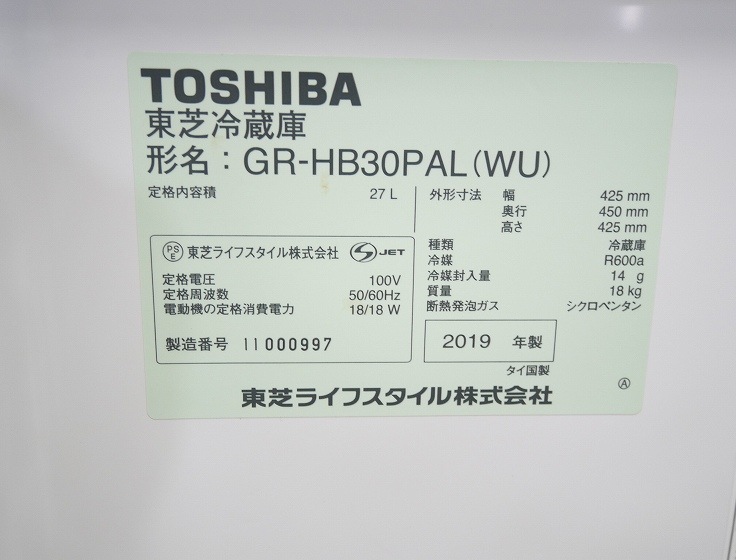 TOSHIBA
東芝冷蔵庫
形名：GR-HB30PAL(WU)
定格内容積 27 L
外形寸法 幅 425 mm
奥行 450 mm
高さ 425 mm
種類 冷蔵庫
冷媒 R600a
冷媒封入量 14 g
質量 18 kg
断熱発泡ガス シクロペンタン
PS E 東芝ライフスタイル株式会社 S JET
定格電圧 100V
定格周波数 50/60Hz
電動機の定格消費電力 18/18 W
製造番号 11000997
2019 年製
タイ国製
A
東芝ライフスタイル株式会社